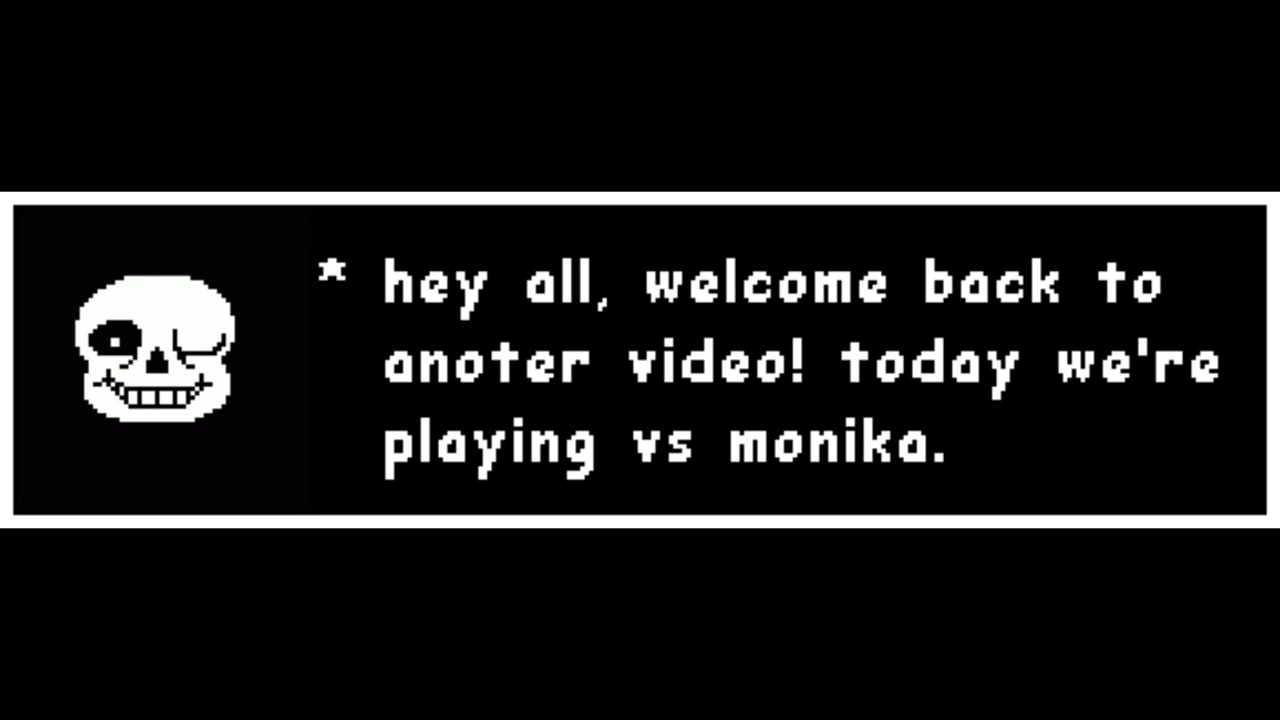 * hey all, welcome back to
anoter video! today we're
playing vs monika.